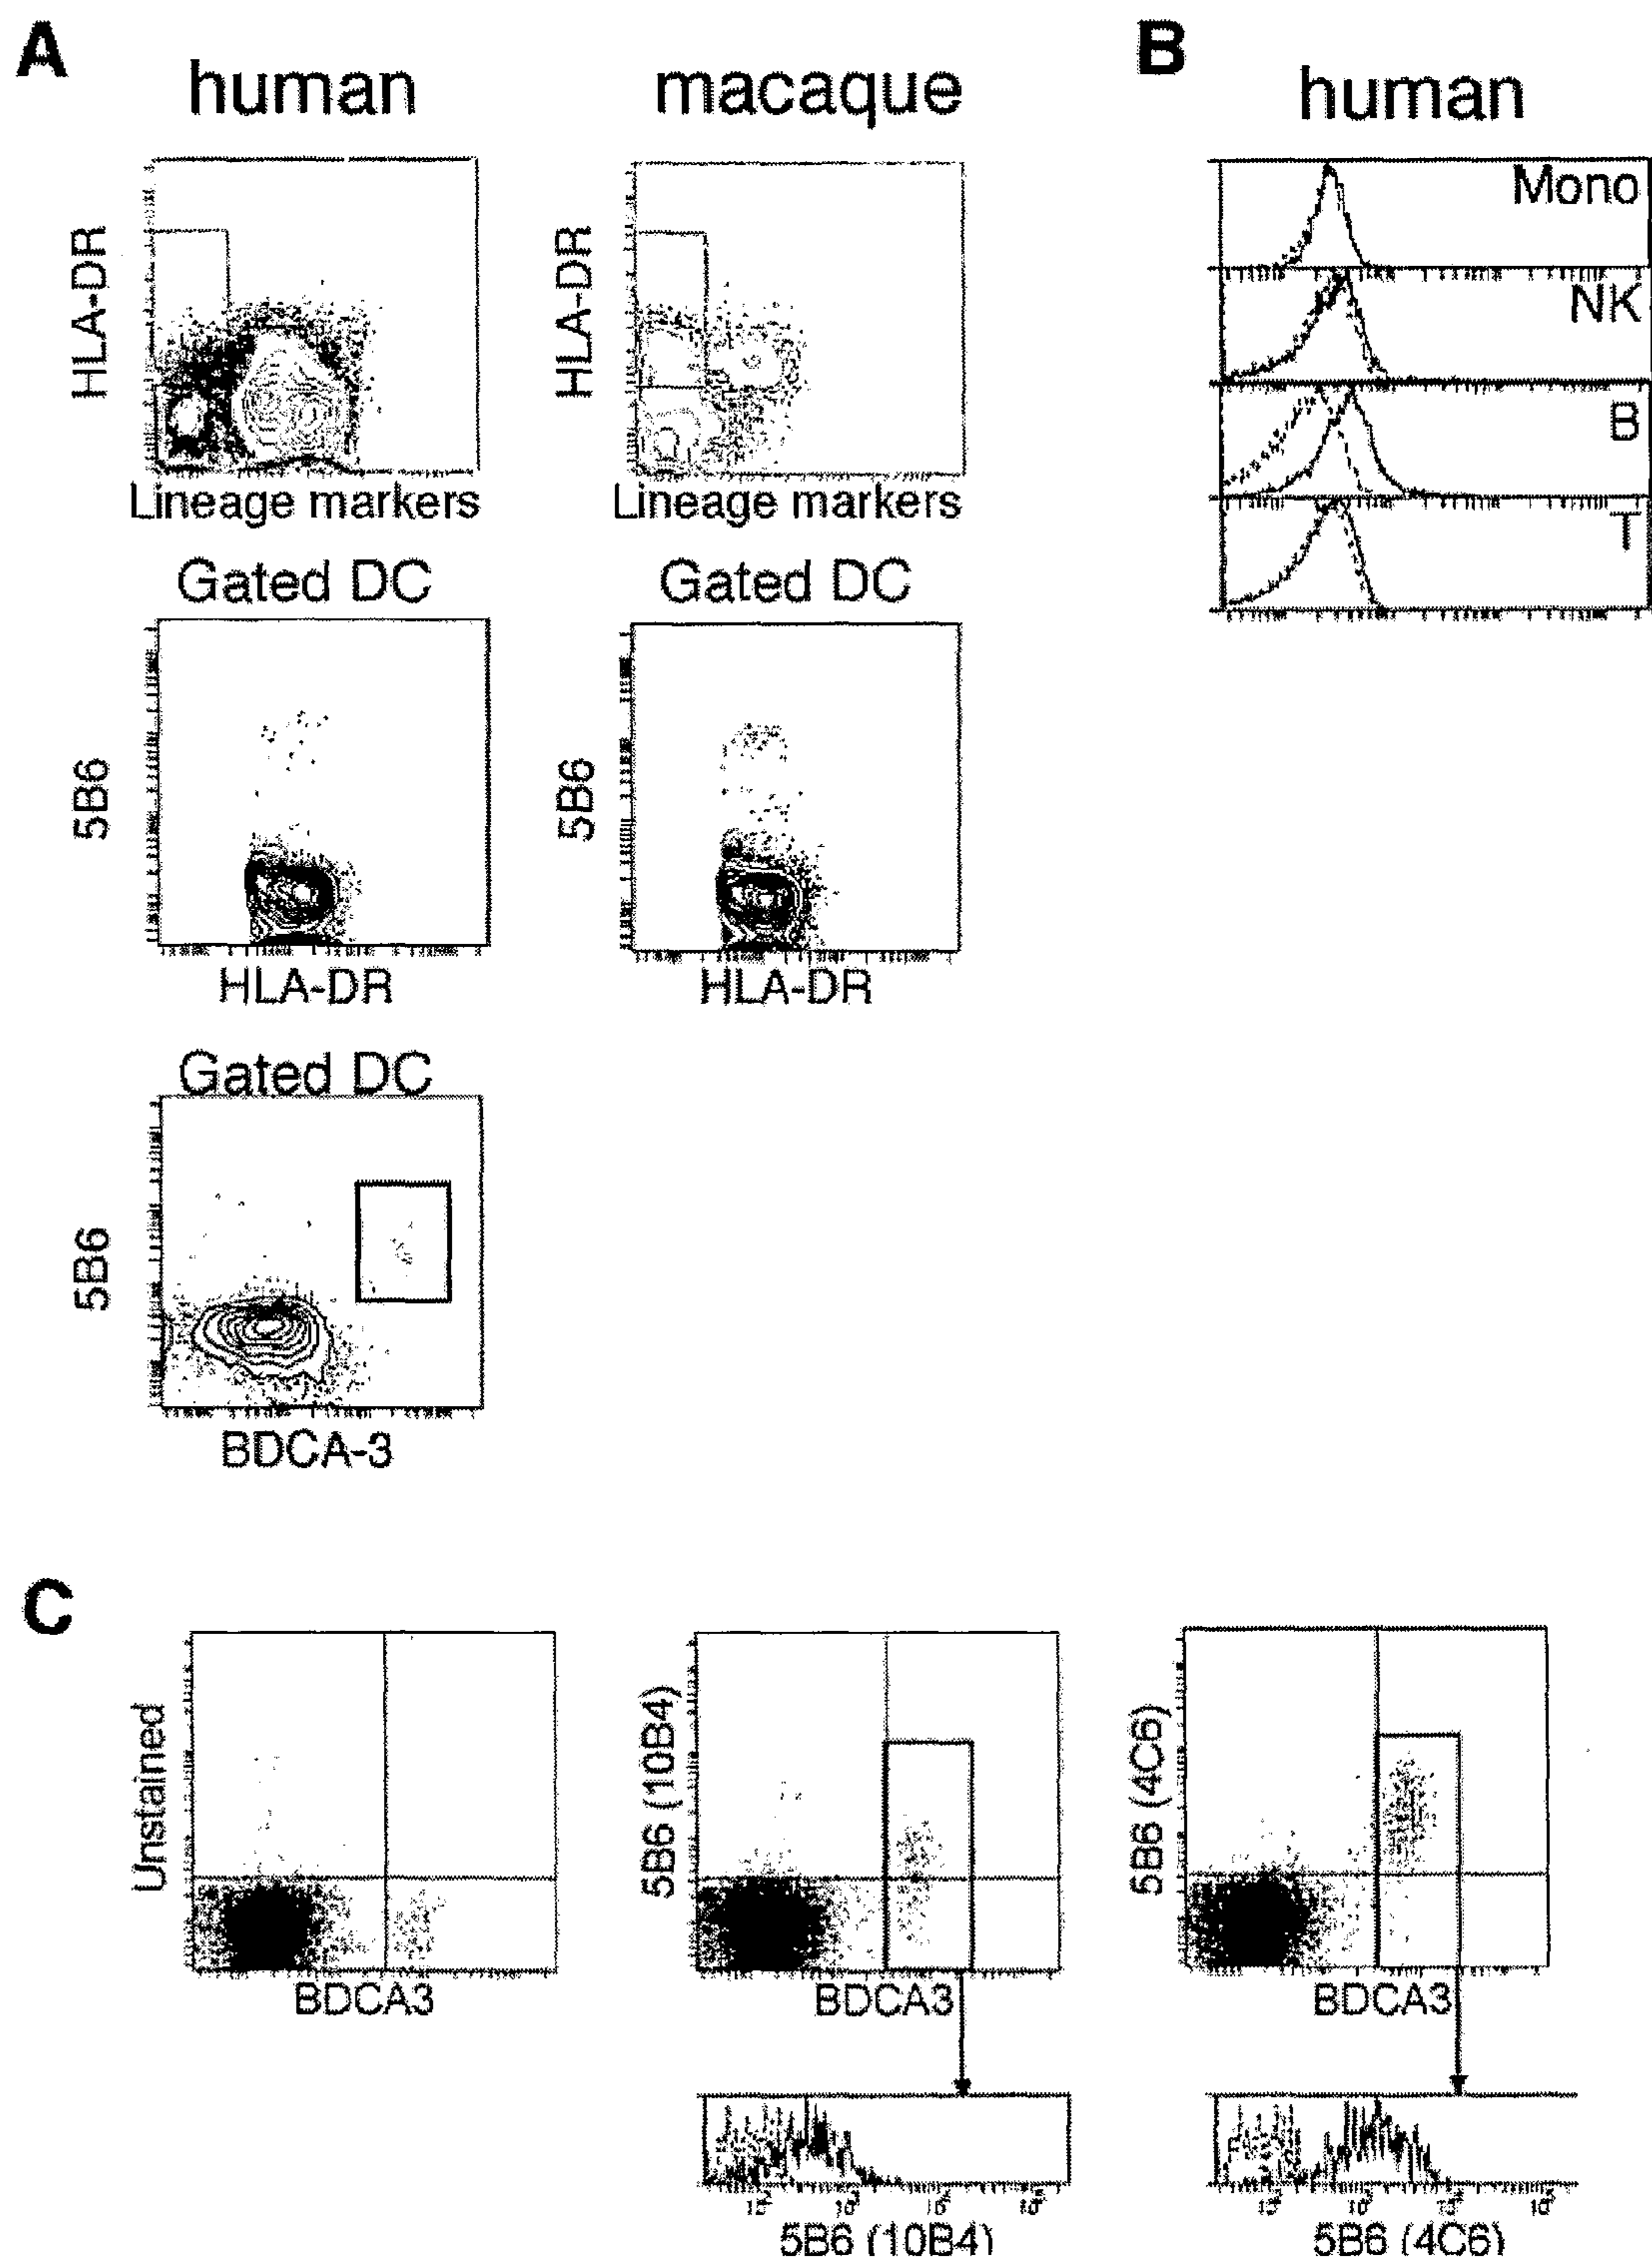 A
B
human
macaque
human
HLA-DR
HLA-DR
Mono
NK
B
T
Lineage markers
Lineage markers
Gated DC
Gated DC
5B6
5B6
HLA-DR
HLA-DR
Gated DC
5B6
BDCA-3
C
Unstained
5B6 (10B4)
5B6 (4C6)
BDCA3
BDCA3
BDCA3
5B6 (10B4)
5B6 (4C6)